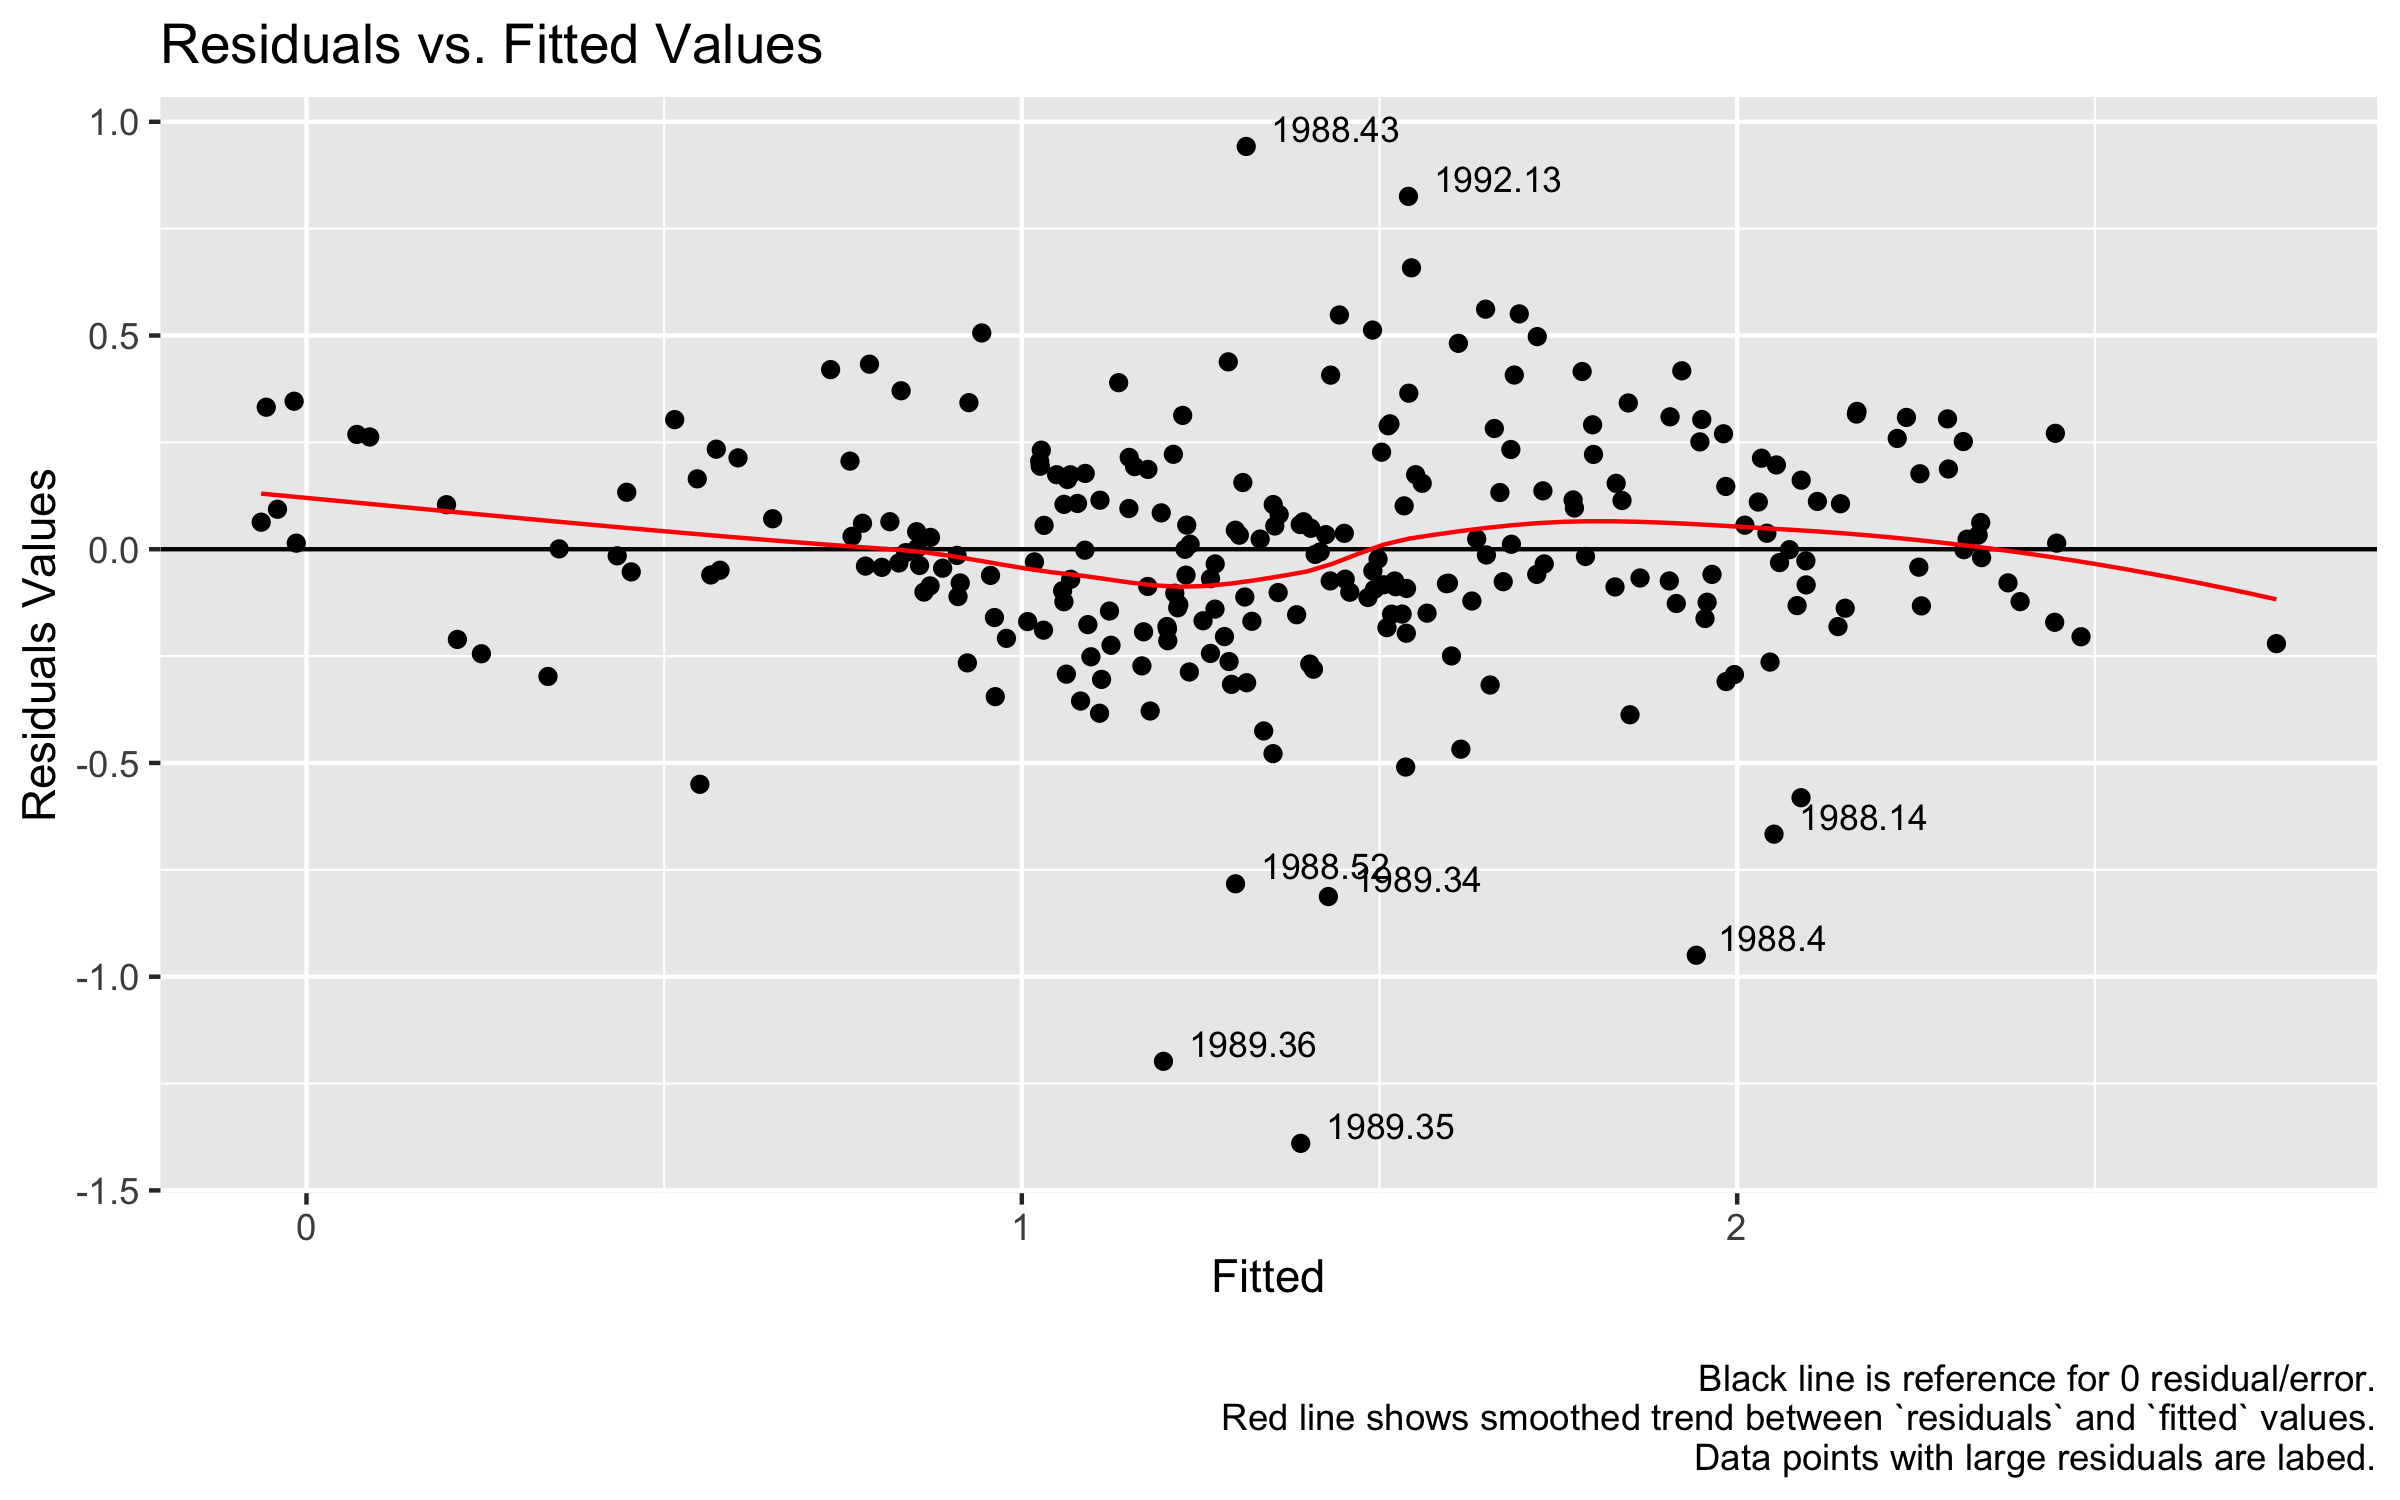 Residuals vs. Fitted Values
1.0
0.5
0.0
-0.5
-1.0
-1.5
Residuals Values
1988.43
1992.13
1988.14
1988.52
1989.34
1988.4
1989.36
1989.35
0
1
2
Fitted
Black line is reference for 0 residual/error.
Red line shows smoothed trend between `residuals` and `fitted` values.
Data points with large residuals are labed.